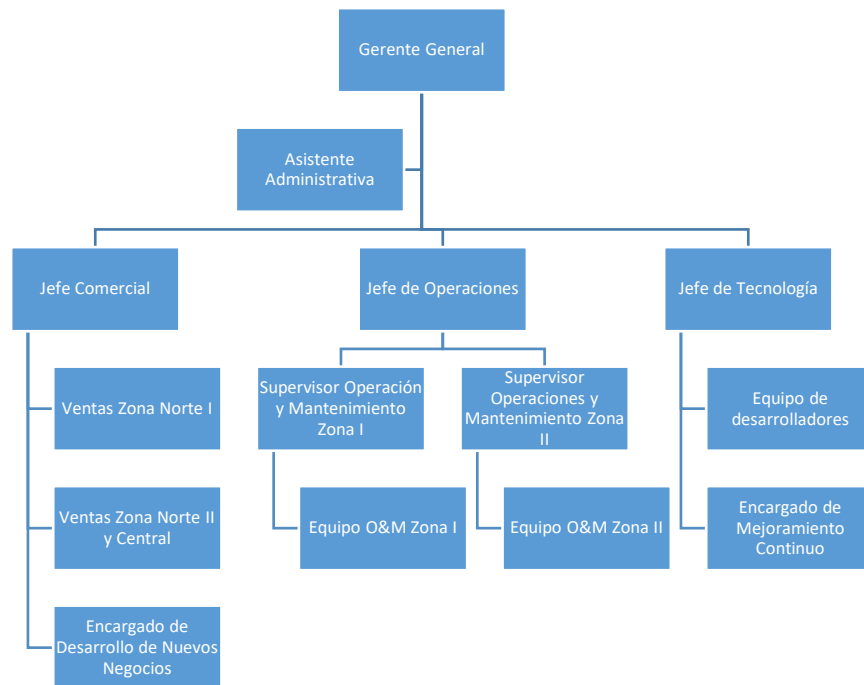 Gerente General
Asistente
Administrativa
Jefe Comercial
Jefe de Operaciones
Jefe de Tecnología
Ventas Zona Norte I
Supervisor Operación
y Mantenimiento
Zona I
Supervisor
Operaciones y
Mantenimiento Zona
II
Equipo de
desarrolladores
Ventas Zona Norte II
y Central
Equipo O&M Zona I
Equipo O&M Zona II
Encargado de
Mejoramiento
Continuo
Encargado de
Desarrollo de Nuevos
Negocios